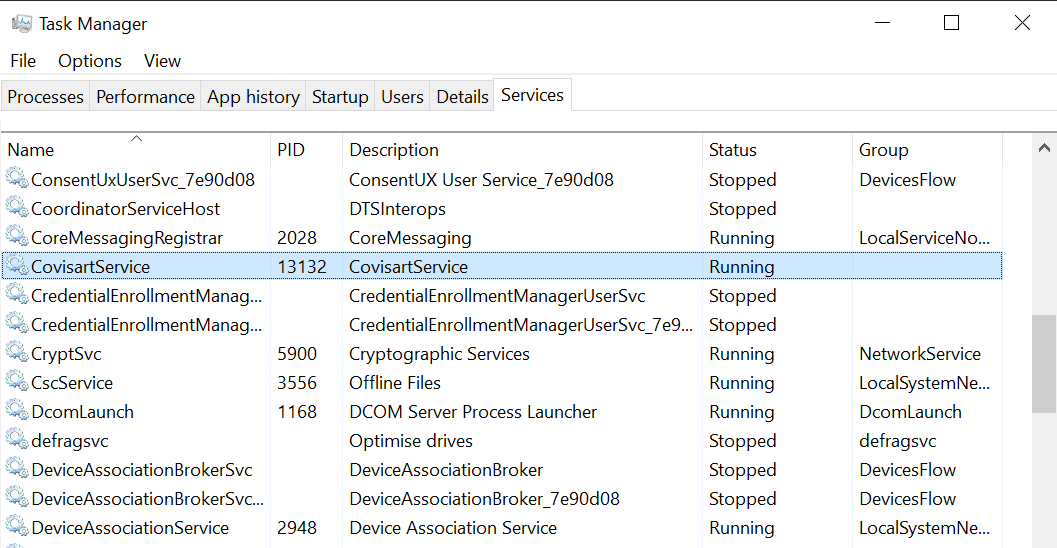 Task Manager
File Options View
Processes Performance App history Startup Users Details Services
Name PID Description Status Group
ConsentUxUserSvc_7e90d08 ConsentUX User Service_7e90d08 Stopped DevicesFlow
CoordinatorServiceHost DTSInterops Stopped
CoreMessagingRegistrar 2028 CoreMessaging Running LocalServiceNo...
CovisartService 13132 CovisartService Running
CredentialEnrollmentManag... CredentialEnrollmentManagerUserSvc Stopped
CredentialEnrollmentManag... CredentialEnrollmentManagerUserSvc_7e9... Stopped
CryptSvc 5900 Cryptographic Services Running NetworkService
CscService 3556 Offline Files Running LocalSystemNe...
DcomLaunch 1168 DCOM Server Process Launcher Running DcomLaunch
defragsvc Optimise drives Stopped defragsvc
DeviceAssociationBrokerSvc DeviceAssociationBroker Stopped DevicesFlow
DeviceAssociationBrokerSvc... DeviceAssociationBroker_7e90d08 Stopped DevicesFlow
DeviceAssociationService 2948 Device Association Service Running LocalSystemNe...